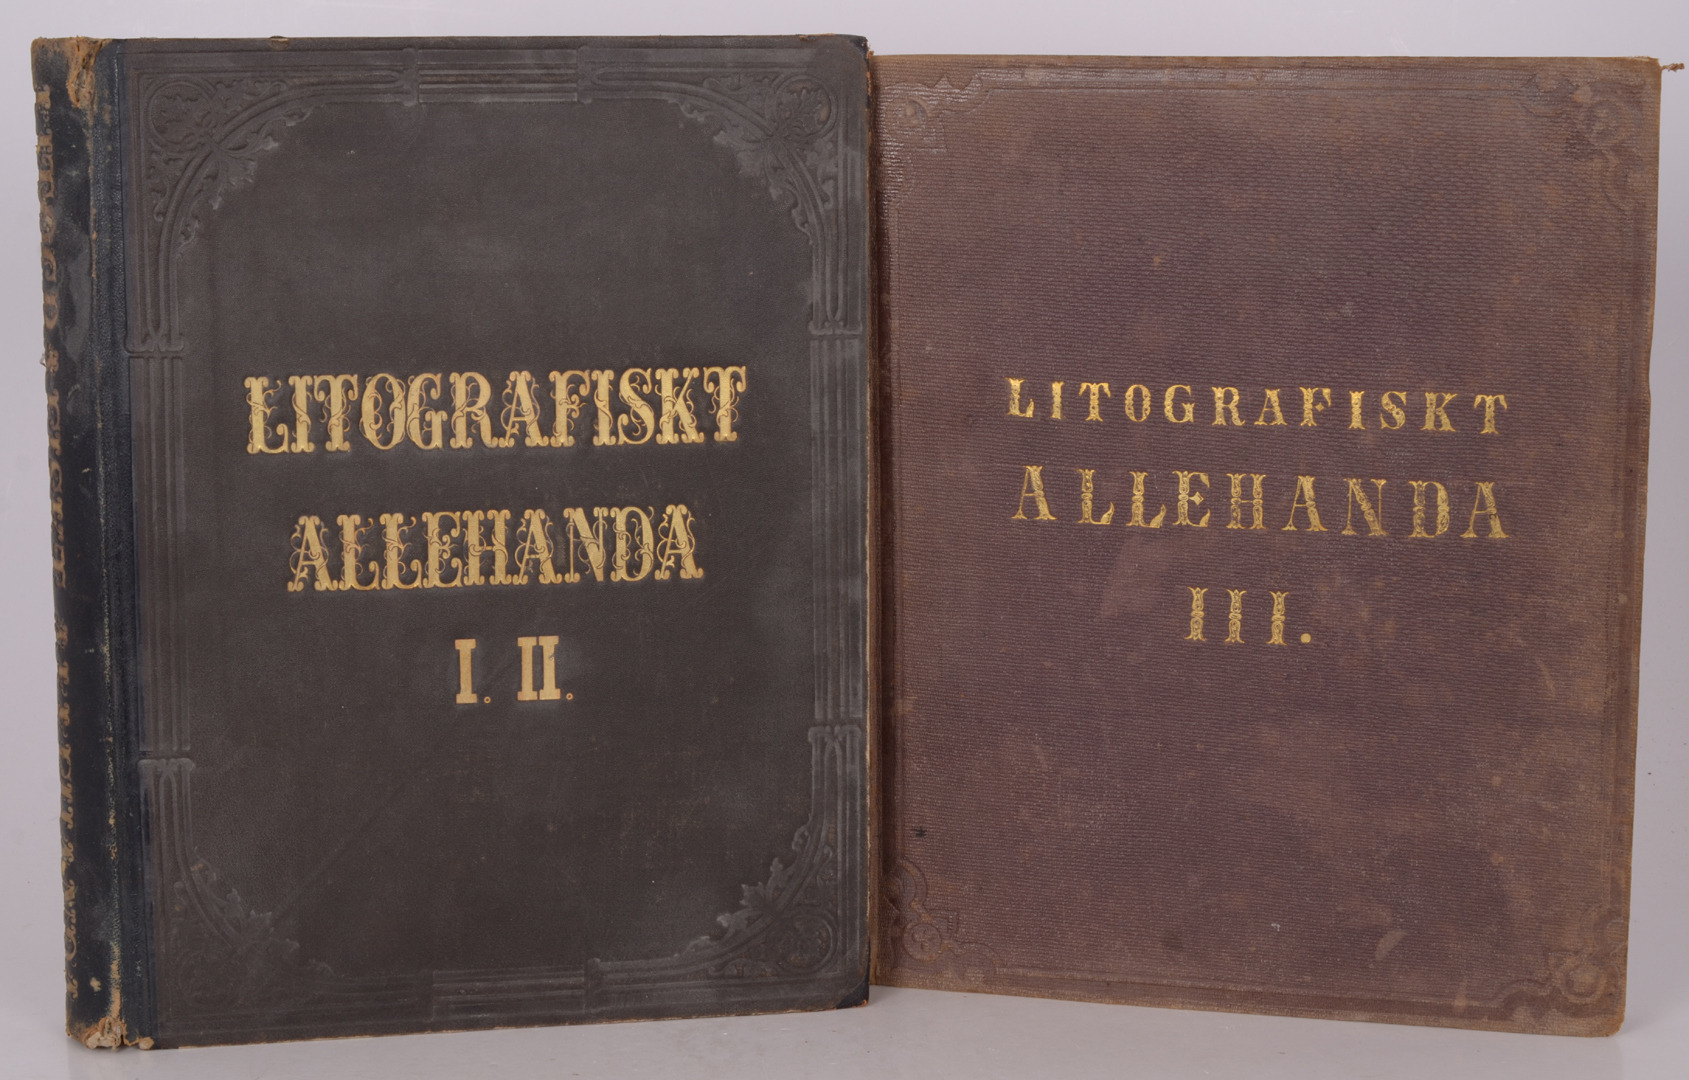 LITOGRAFISKT
ALLEHANDA
I. II.
LITOGRAFISKT
ALLEHANDA
III.